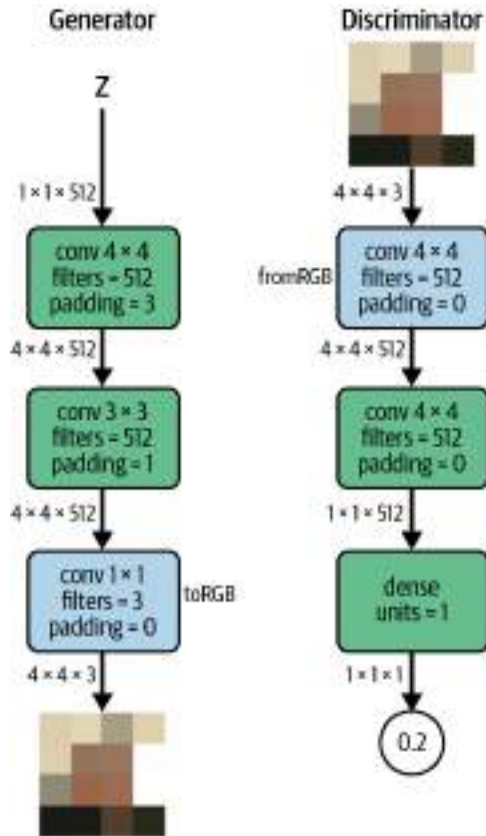 Generator
Z
1 × 1 × 512
conv 4 × 4
filters = 512
padding = 3
4 × 4 × 512
conv 3 × 3
filters = 512
padding = 1
4 × 4 × 512
conv 1 × 1
filters = 3
padding = 0
toRGB
4 × 4 × 3
Discriminator
4 × 4 × 3
fromRGB
conv 4 × 4
filters = 512
padding = 0
4 × 4 × 512
conv 4 × 4
filters = 512
padding = 0
1 × 1 × 512
dense
units = 1
1 × 1 × 1
0.2